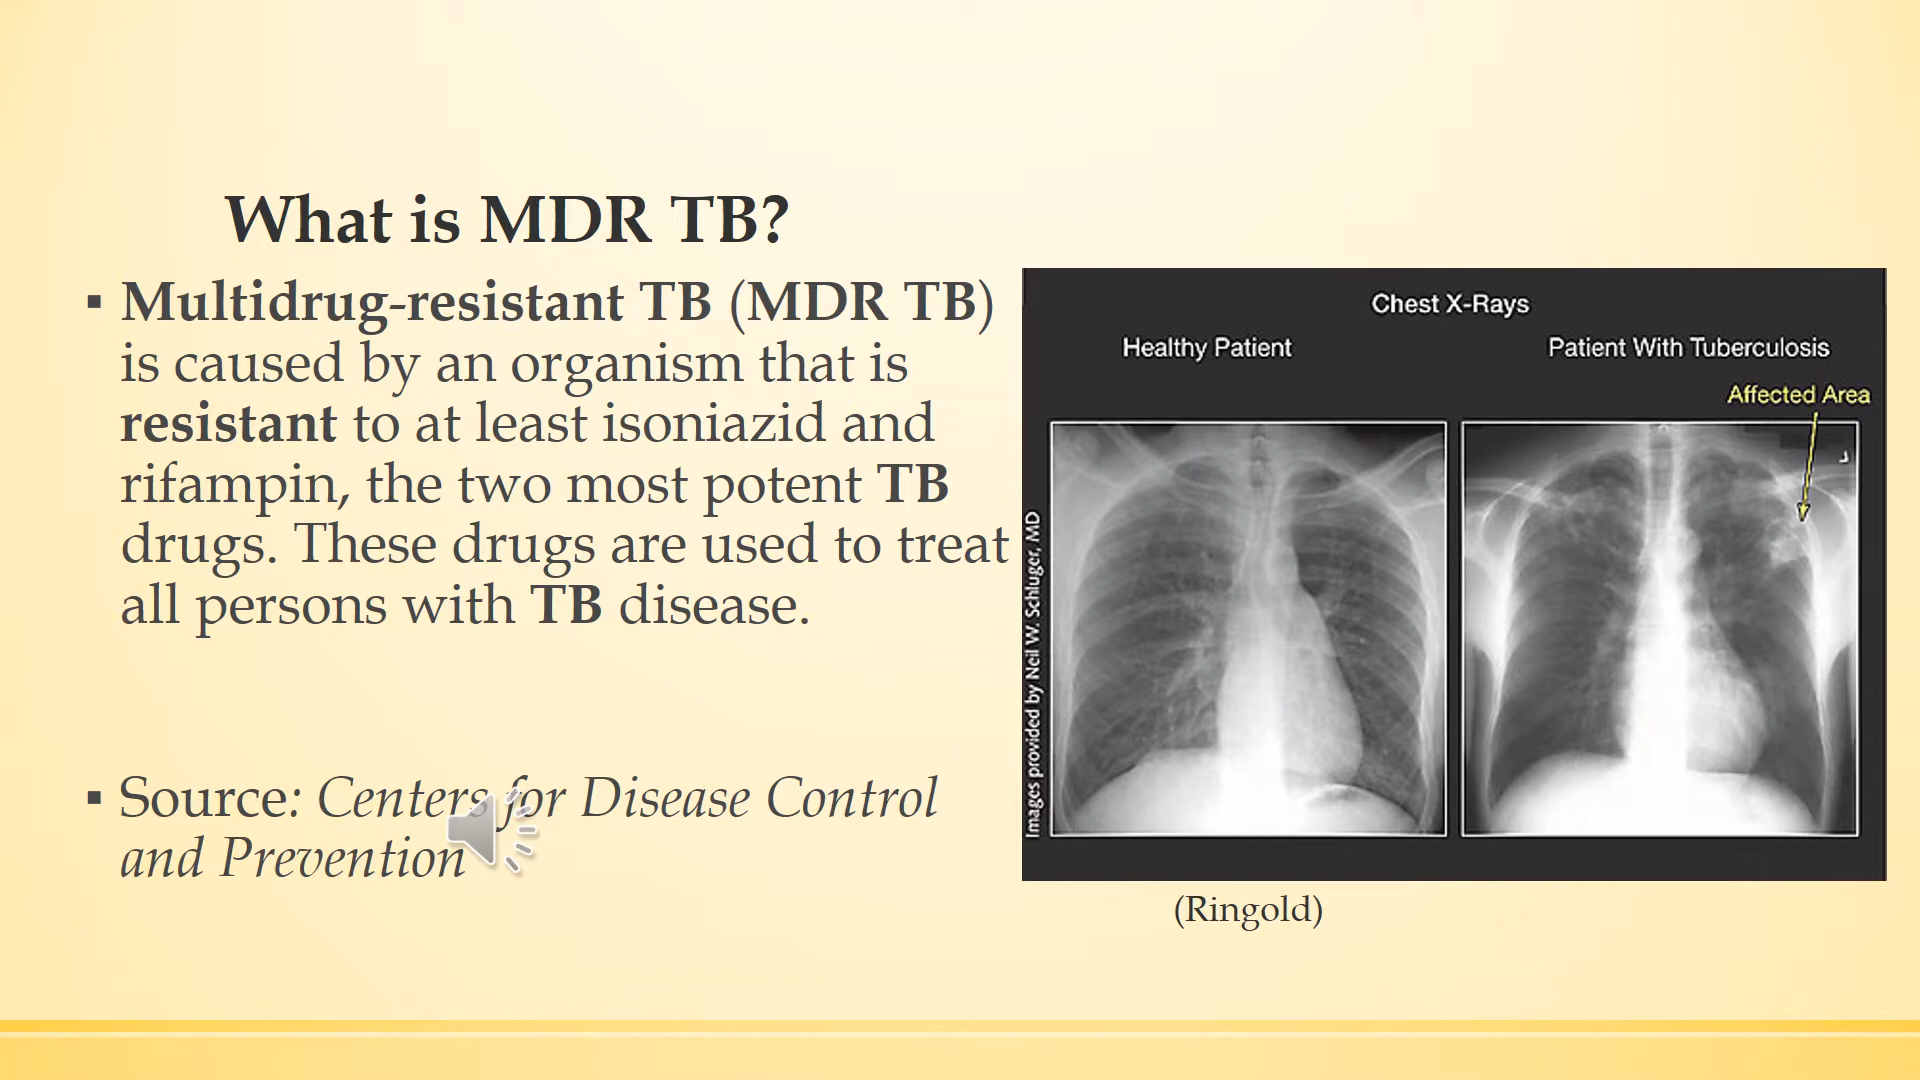 What is MDR TB?
▪ Multidrug-resistant TB (MDR TB)
is caused by an organism that is
resistant to at least isoniazid and
rifampin, the two most potent TB
drugs. These drugs are used to treat
all persons with TB disease.
▪ Source: Centers for Disease Control
and Prevention
Chest X-Rays
Healthy Patient
Patient With Tuberculosis
Affected Area
Images provided by Neil W. Schluger, MD
(Ringold)